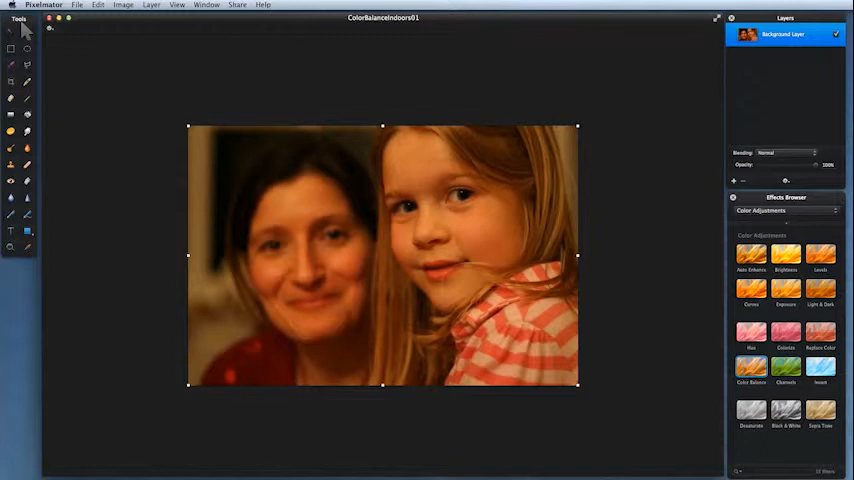 Pixelmator File Edit Image Layer View Window Share Help
Tools
ColorBalanceIndoors01
Layers
Background Layer
Blending: Normal
Opacity: 100%
Effects Browser
Color Adjustments
Color Adjustments
Auto Enhance Brightness Levels
Curves Exposure Light & Dark
Hue Colorize Replace Color
Color Balance Channels Invert
Desaturate Black & White Sepia Tones